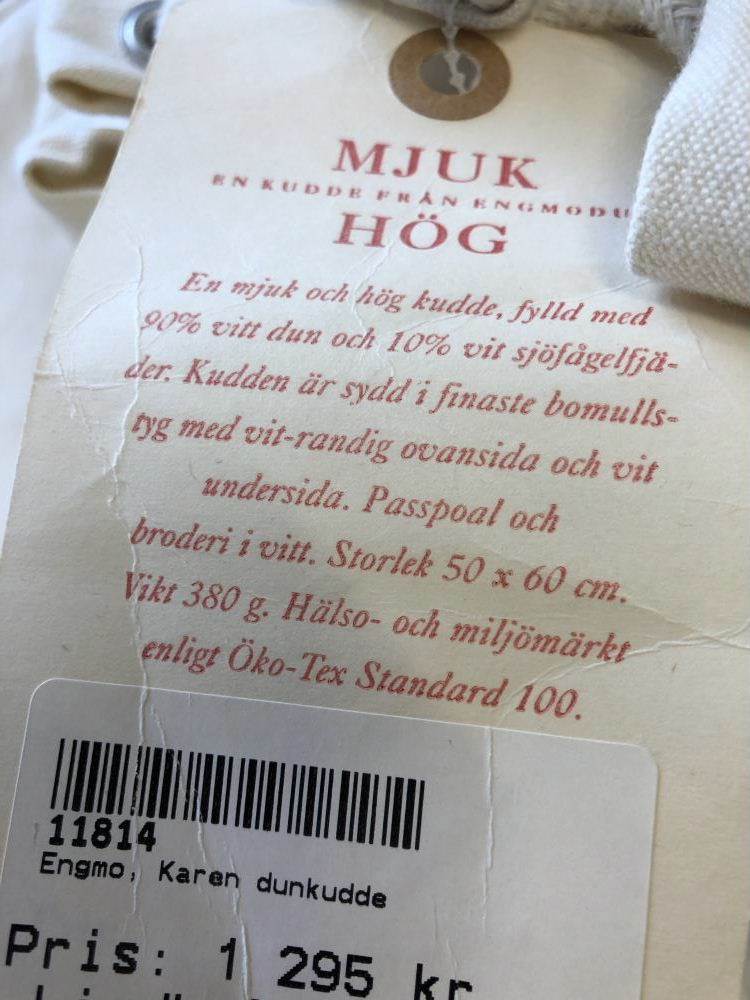 MJUK
EN KUDDE FRÅN
HÖG
En mjuk och hög kudde, fylld med
90% vitt dun och 10% vit sjöfågelfjä-
der. Kudden är sydd i finaste bomulls-
tyg med vit-randig ovansida och vit
undersida. Passpoal och
broderi i vitt. Storlek 50 x 60 cm.
Vikt 380 g. Hälso- och miljömärkt
enligt Öko-Tex Standard 100.
11814
Engmo, Karen dunkudde
Pris: 1 295 kr